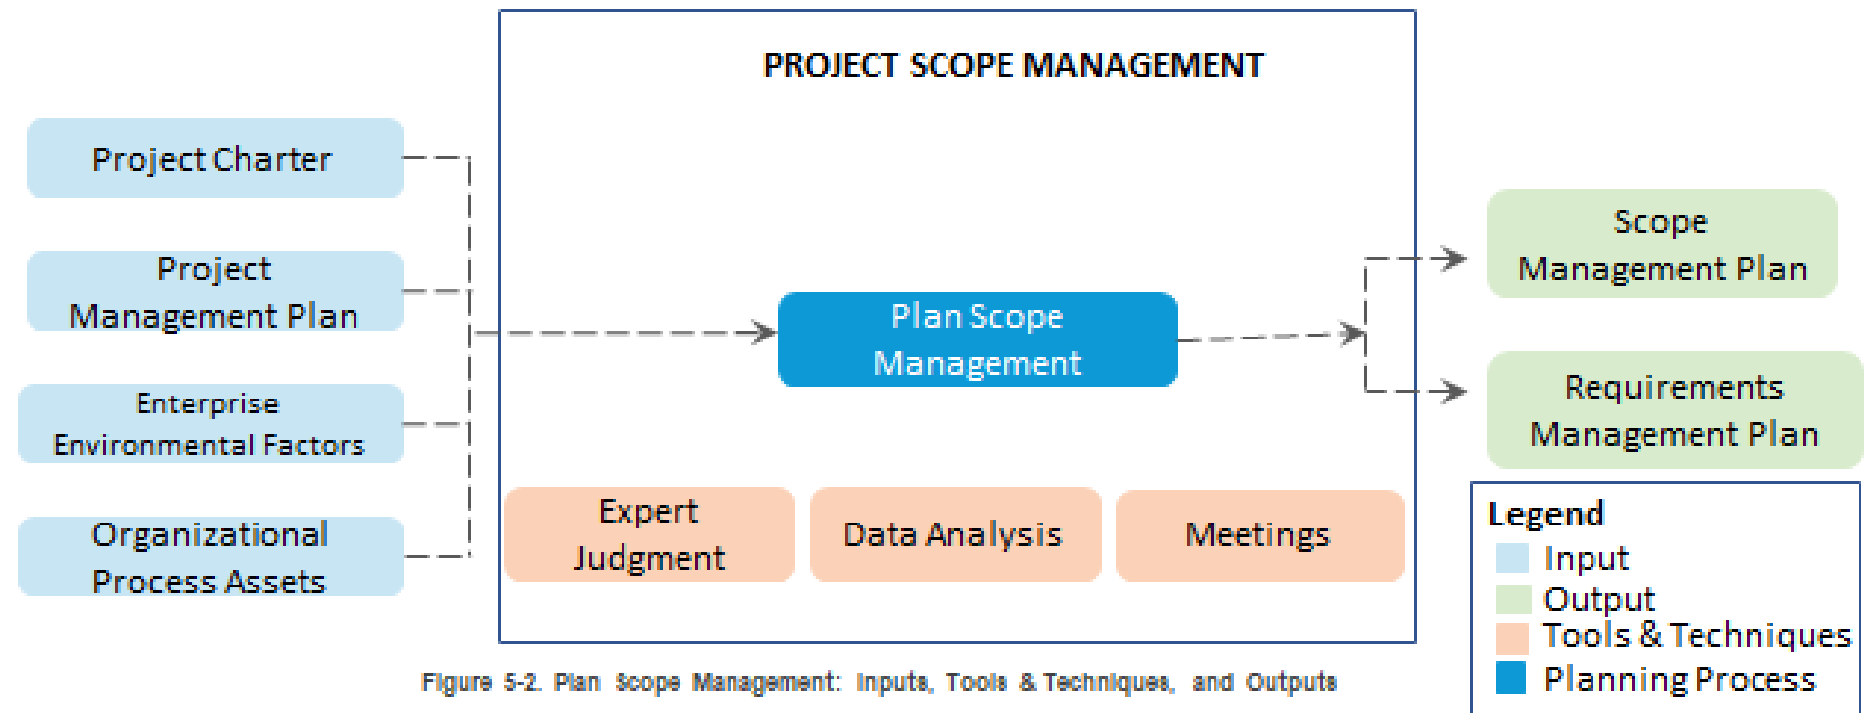 PROJECT SCOPE MANAGEMENT
Project Charter
Project
Management Plan
Enterprise
Environmental Factors
Organizational
Process Assets
Plan Scope
Management
Expert
Judgment
Data Analysis
Meetings
Scope
Management Plan
Requirements
Management Plan
Legend
Input
Output
Tools & Techniques
Planning Process
Figure 5-2. Plan Scope Management: Inputs, Tools & Techniques, and Outputs